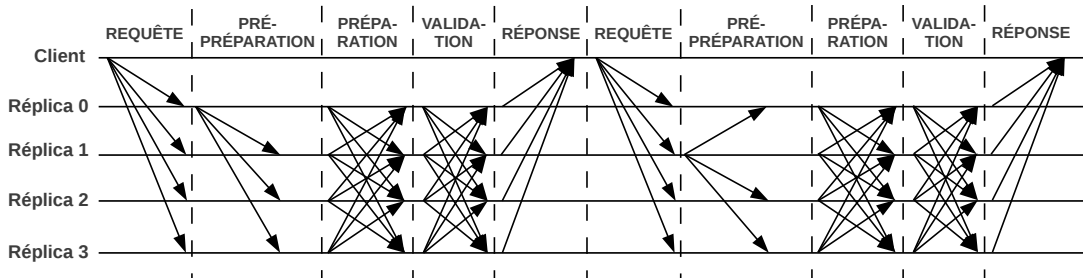 REQUÊTE
PRÉ-
PRÉPARATION
PRÉPA-
RATION
VALIDA-
TION
RÉPONSE
REQUÊTE
PRÉ-
PRÉPARATION
PRÉPA-
RATION
VALIDA-
TION
RÉPONSE
Client
Réplica 0
Réplica 1
Réplica 2
Réplica 3